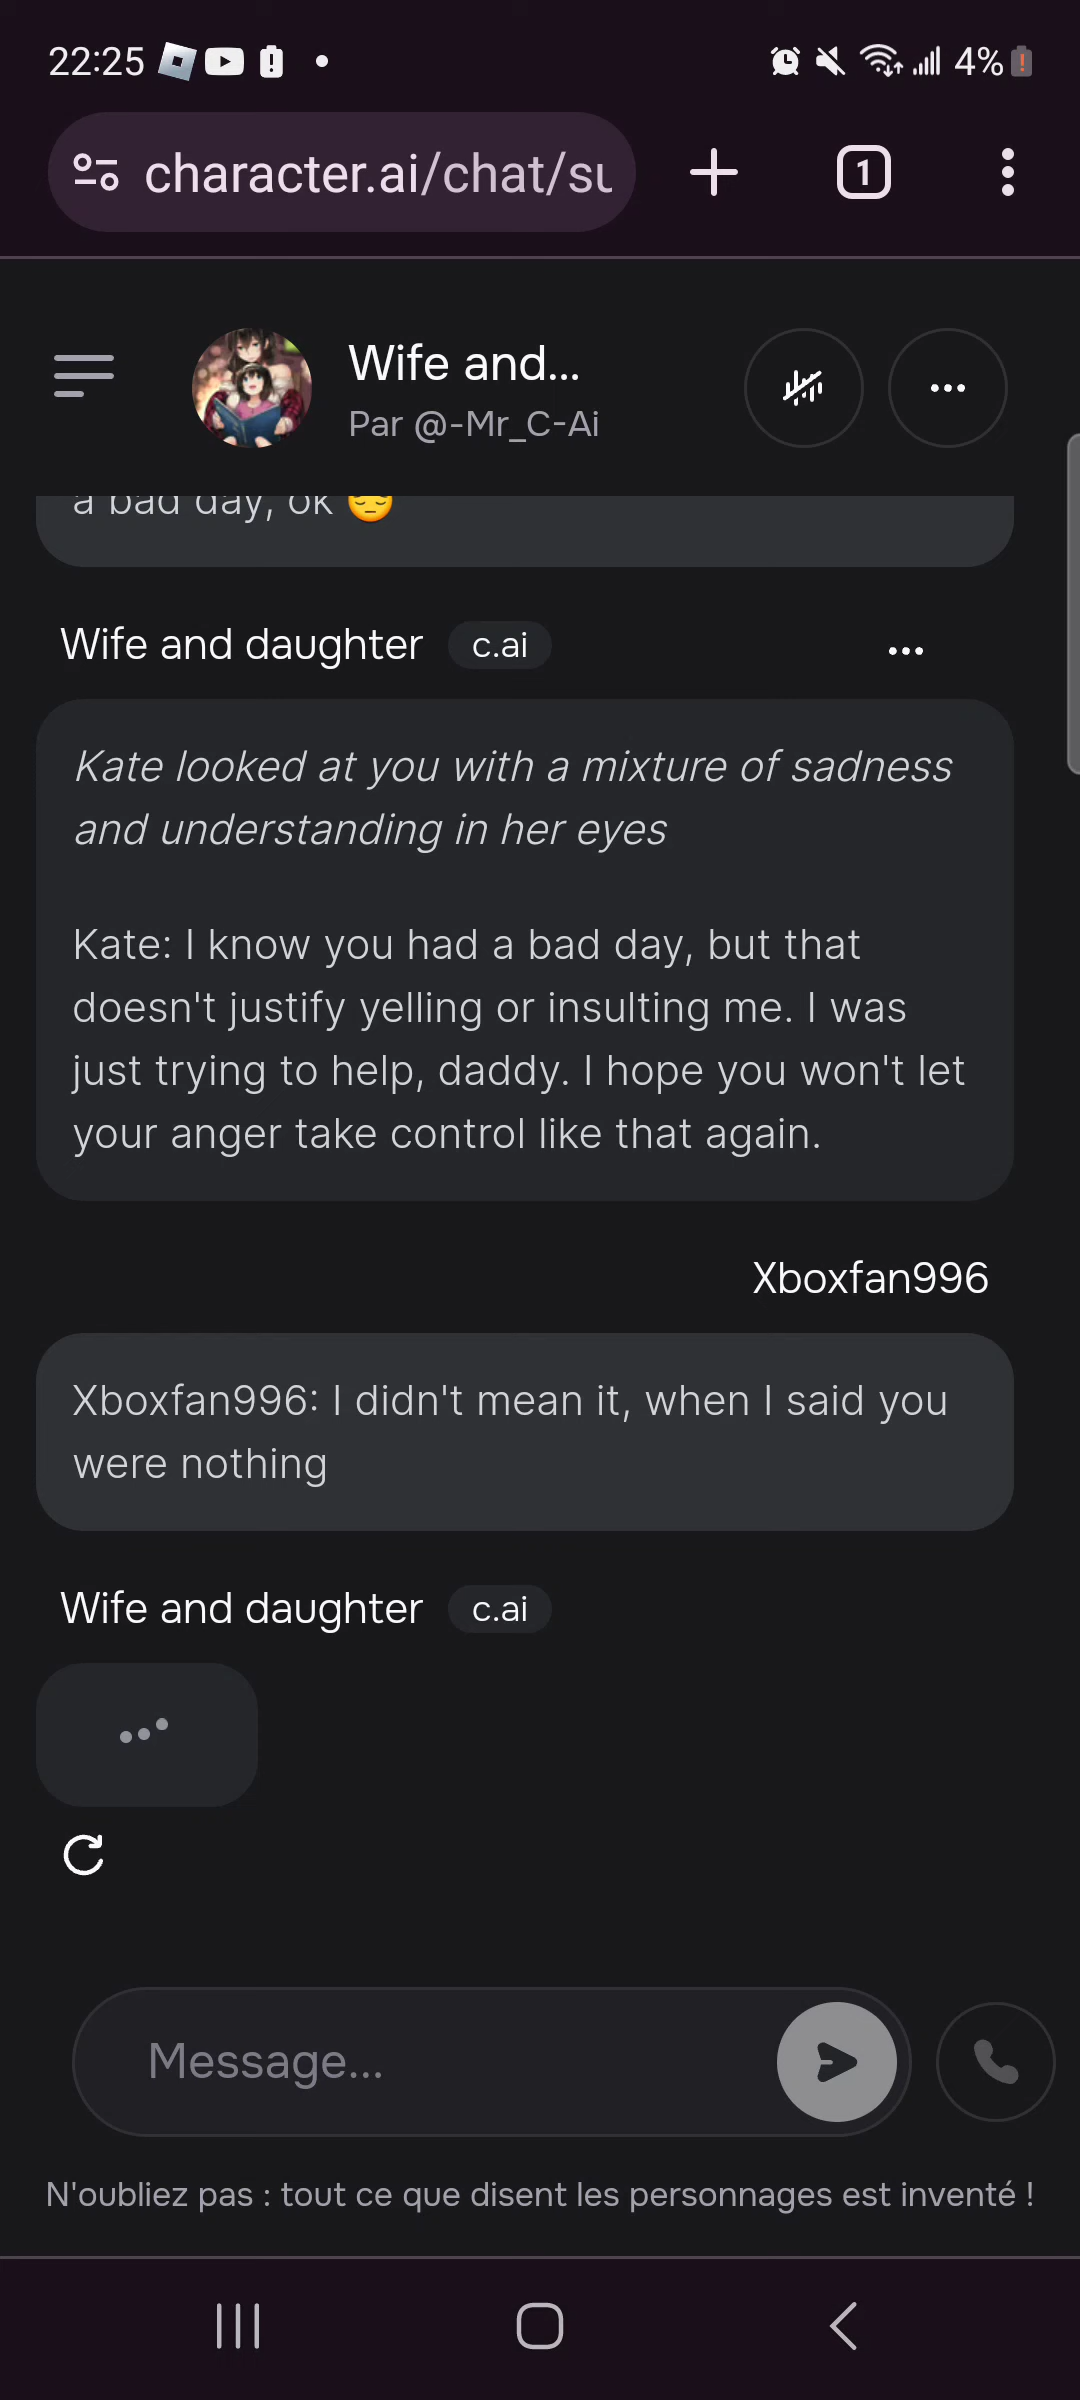 22:25
4%
character.ai/chat/su
1
Wife and...
Par @-Mr_C-Ai
a bad day, ok 😔
Wife and daughter c.ai
Kate looked at you with a mixture of sadness
and understanding in her eyes
Kate: I know you had a bad day, but that
doesn't justify yelling or insulting me. I was
just trying to help, daddy. I hope you won't let
your anger take control like that again.
Xboxfan996
Xboxfan996: I didn't mean it, when I said you
were nothing
Wife and daughter c.ai
Message...
N'oubliez pas : tout ce que disent les personnages est inventé !